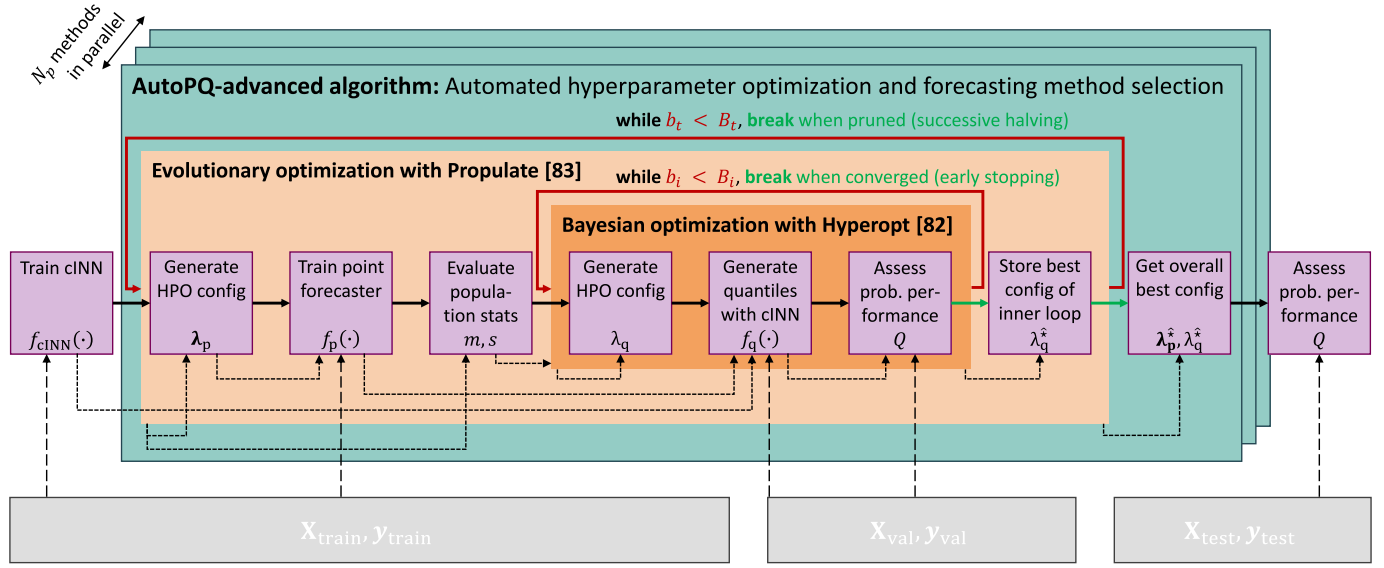 N_p methods
in parallel
AutoPQ-advanced algorithm: Automated hyperparameter optimization and forecasting method selection
while b_t < B_t, break when pruned (successive halving)
Evolutionary optimization with Propulate [83]
while b_i < B_i, break when converged (early stopping)
Bayesian optimization with Hyperopt [82]
Train cINN
f_cINN(·)
Generate
HPO config
λ_p
Train point
forecaster
f_p(·)
Evaluate
popula-
tion stats
m, s
Generate
HPO config
λ_q
Generate
quantiles
with cINN
f_q(·)
Assess
prob. per-
formance
Q
Store best
config of
inner loop
λ_q^⋆̂
Get overall
best config
λ_p^⋆̂, λ_q^⋆̂
Assess
prob. per-
formance
Q
X_train, y_train
X_val, y_val
X_test, y_test